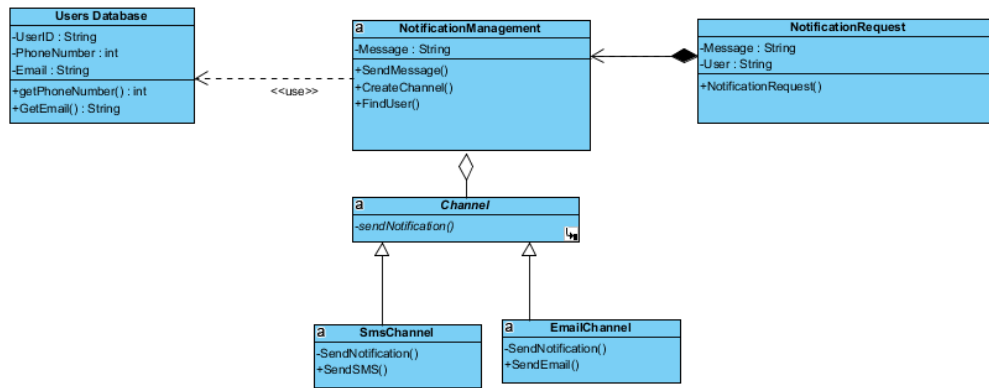 Users Database
-UserID : String
-PhoneNumber : int
-Email : String
+getPhoneNumber() : int
+GetEmail() : String
<<use>>
a
NotificationManagement
-Message : String
+SendMessage()
+CreateChannel()
+FindUser()
NotificationRequest
-Message : String
-User : String
+NotificationRequest()
a
Channel
-sendNotification()
a
SmsChannel
-SendNotification()
+SendSMS()
a
EmailChannel
-SendNotification()
+SendEmail()